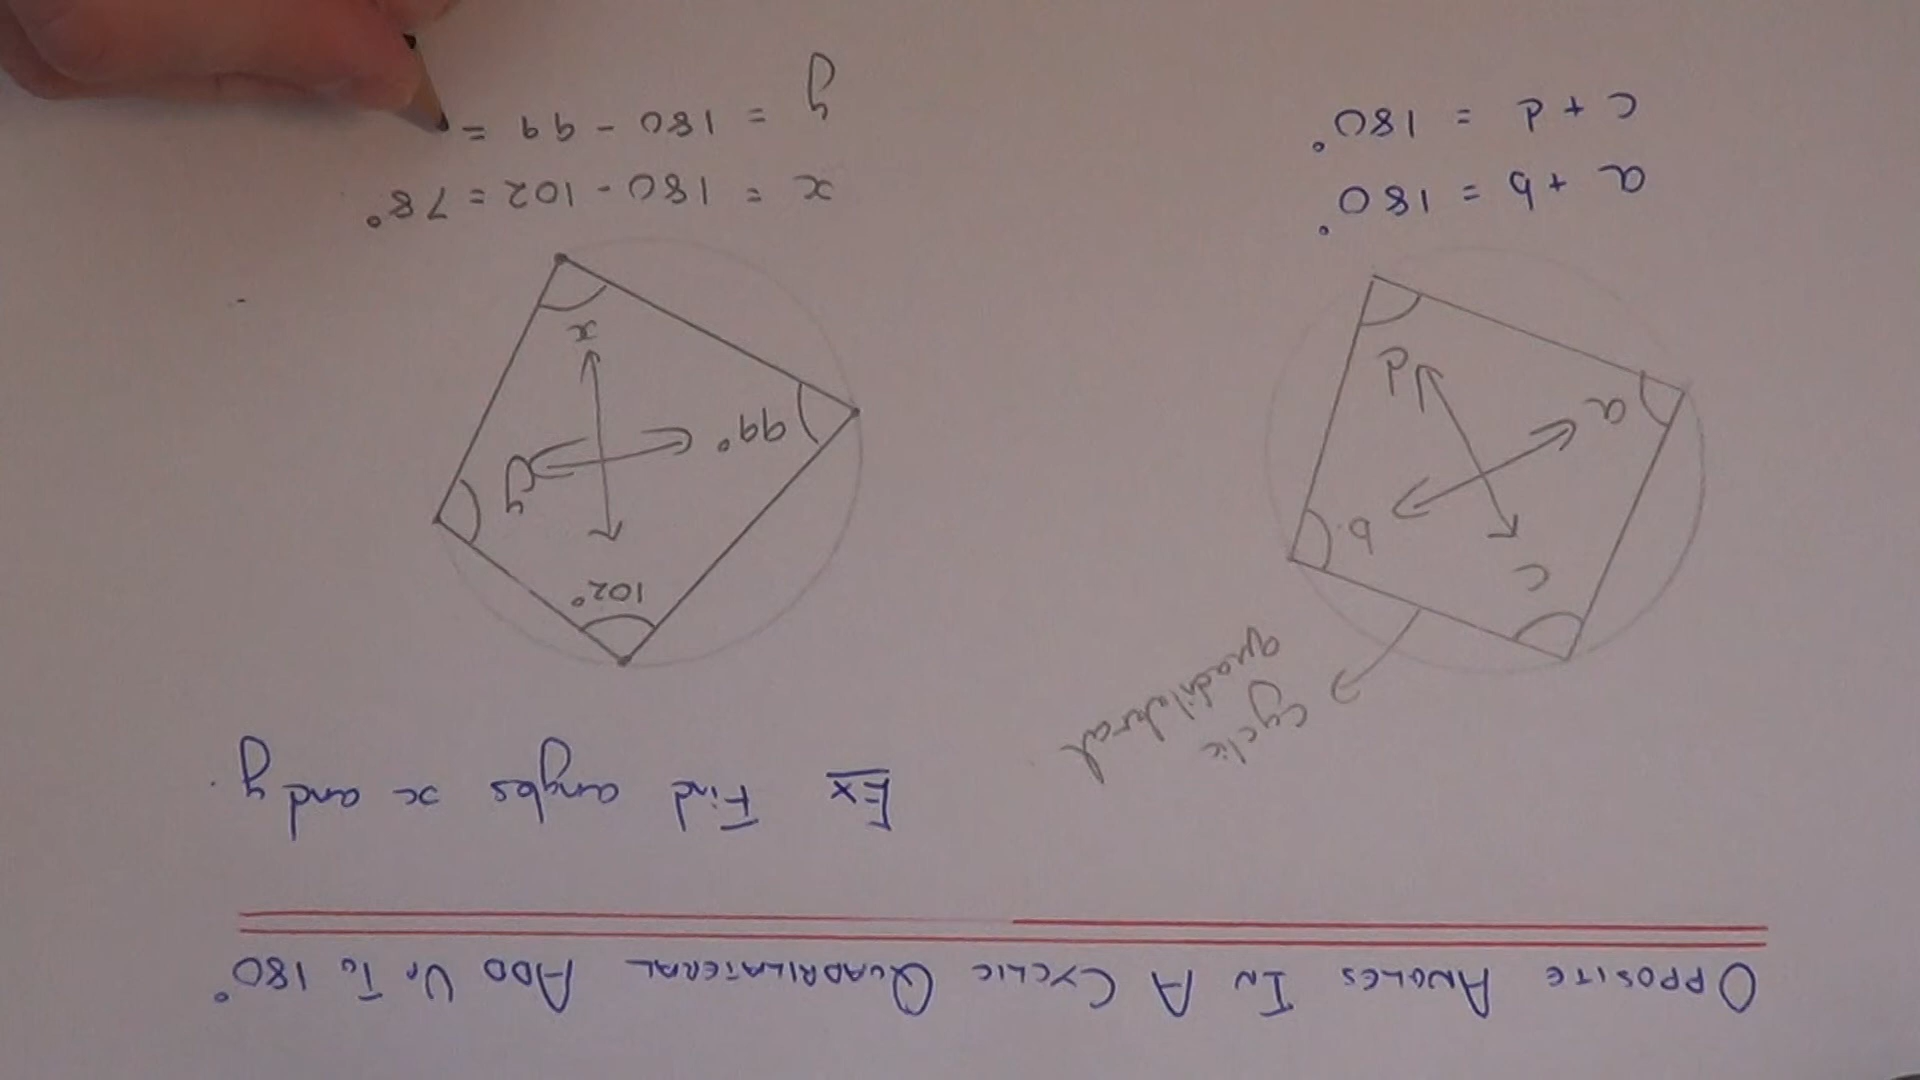 OPPOSITE ANGLES IN A CYCLIC QUADRILATERAL ADD UP TO 180°
Ex Find angles x and y.
cyclic
quadrilateral
c
b
a
d
a + b = 180°
c + d = 180°
102°
y
99°
x
x = 180 - 102 = 78°
y = 180 - 99 =